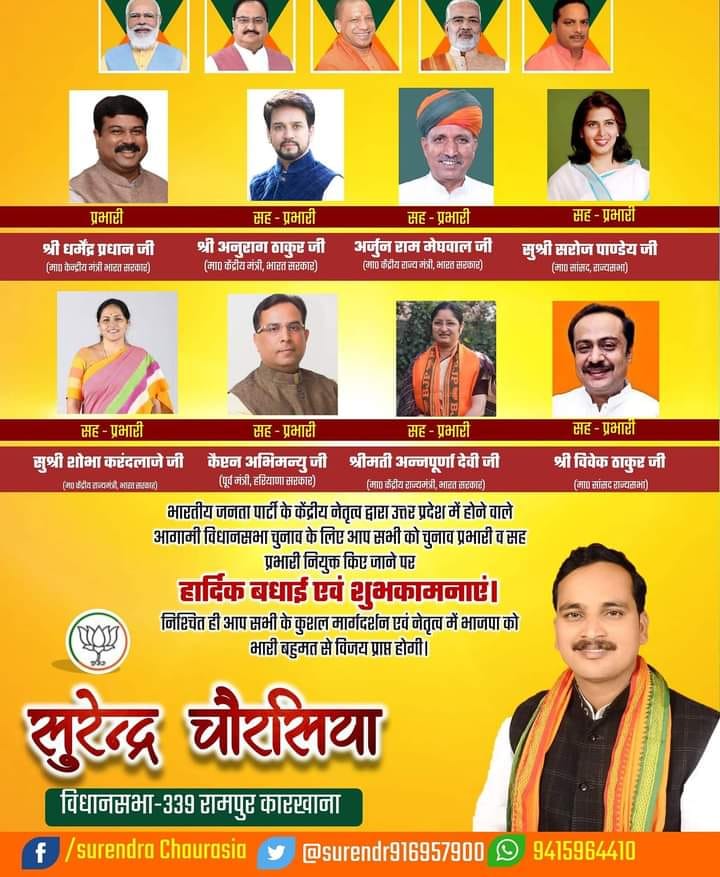 प्रभारी सह - प्रभारी सह - प्रभारी सह - प्रभारी
श्री धर्मेंद्र प्रधान जी श्री अनुराग ठाकुर जी अर्जुन राम मेघवाल जी सुश्री सरोज पाण्डेय जी
(मा0 केन्द्रीय मंत्री भारत सरकार) (मा0 केंद्रीय मंत्री, भारत सरकार) (मा0 केंद्रीय राज्य मंत्री, भारत सरकार) (मा0 सांसद, राज्यसभा)
सह - प्रभारी सह - प्रभारी सह - प्रभारी सह - प्रभारी
सुश्री शोभा करंदलाजे जी कैप्टन अभिमन्यु जी श्रीमती अन्नपूर्णा देवी जी श्री विवेक ठाकुर जी
(मा0 केंद्रीय राज्यमंत्री, भारत सरकार) (पूर्व मंत्री, हरियाणा सरकार) (मा0 केंद्रीय राज्य मंत्री, भारत सरकार) (मा0 सांसद राज्यसभा)
भारतीय जनता पार्टी के केंद्रीय नेतृत्व द्वारा उत्तर प्रदेश में होने वाले
आगामी विधानसभा चुनाव के लिए आप सभी को चुनाव प्रभारी व सह
प्रभारी नियुक्त किए जाने पर
हार्दिक बधाई एवं शुभकामनाएं।
निश्चित ही आप सभी के कुशल मार्गदर्शन एवं नेतृत्व में भाजपा को
भारी बहुमत से विजय प्राप्त होगी।
सुरेन्द्र चौरसिया
विधानसभा-339 रामपुर कारखाना
f /surendra Chaurasia @surendr916957900 9415964410